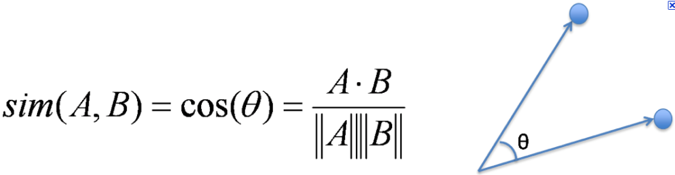 sim(A, B) = cos(θ) = A · B / ‖A‖‖B‖
θ